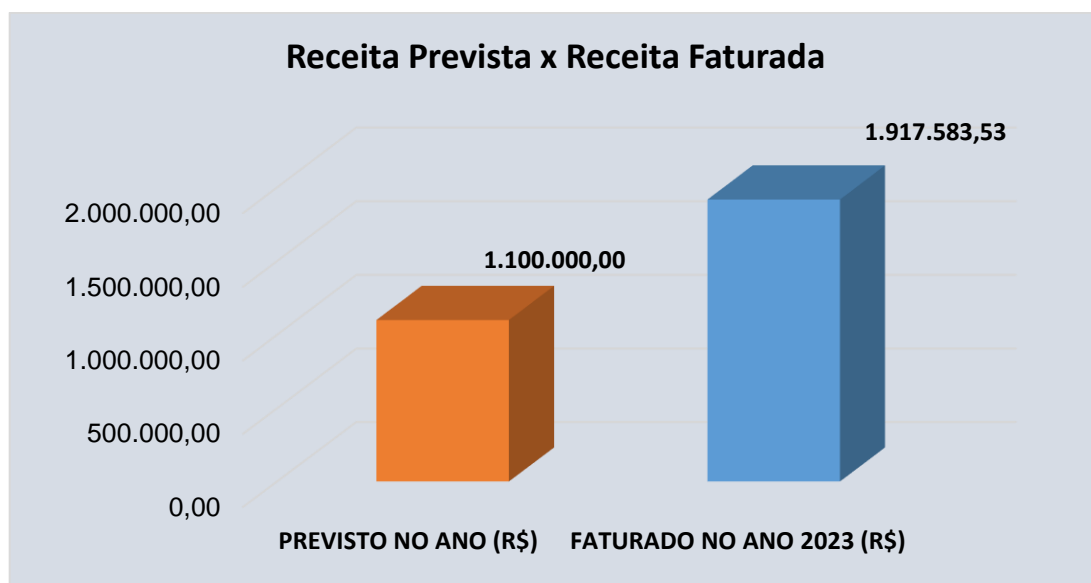 Receita Prevista x Receita Faturada
1.917.583,53
2.000.000,00
1.100.000,00
1.500.000,00
1.000.000,00
500.000,00
0,00
PREVISTO NO ANO (R$)
FATURADO NO ANO 2023 (R$)